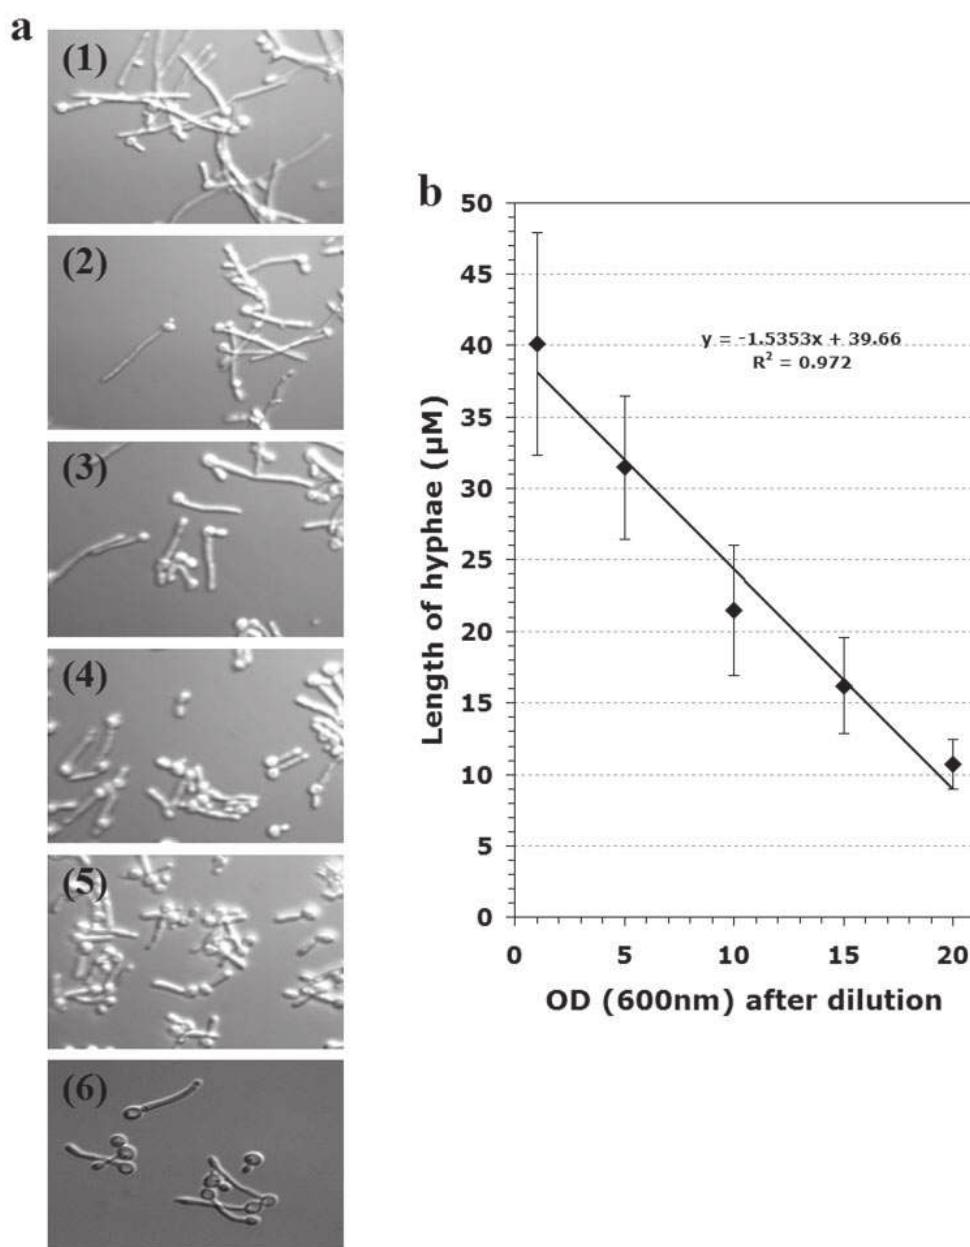 a
(1)
(2)
(3)
(4)
(5)
(6)
b
50
45
40
35
30
25
20
15
10
5
0
Length of hyphae (µM)
y = -1.5353x + 39.66
R² = 0.972
0 5 10 15 20
OD (600nm) after dilution